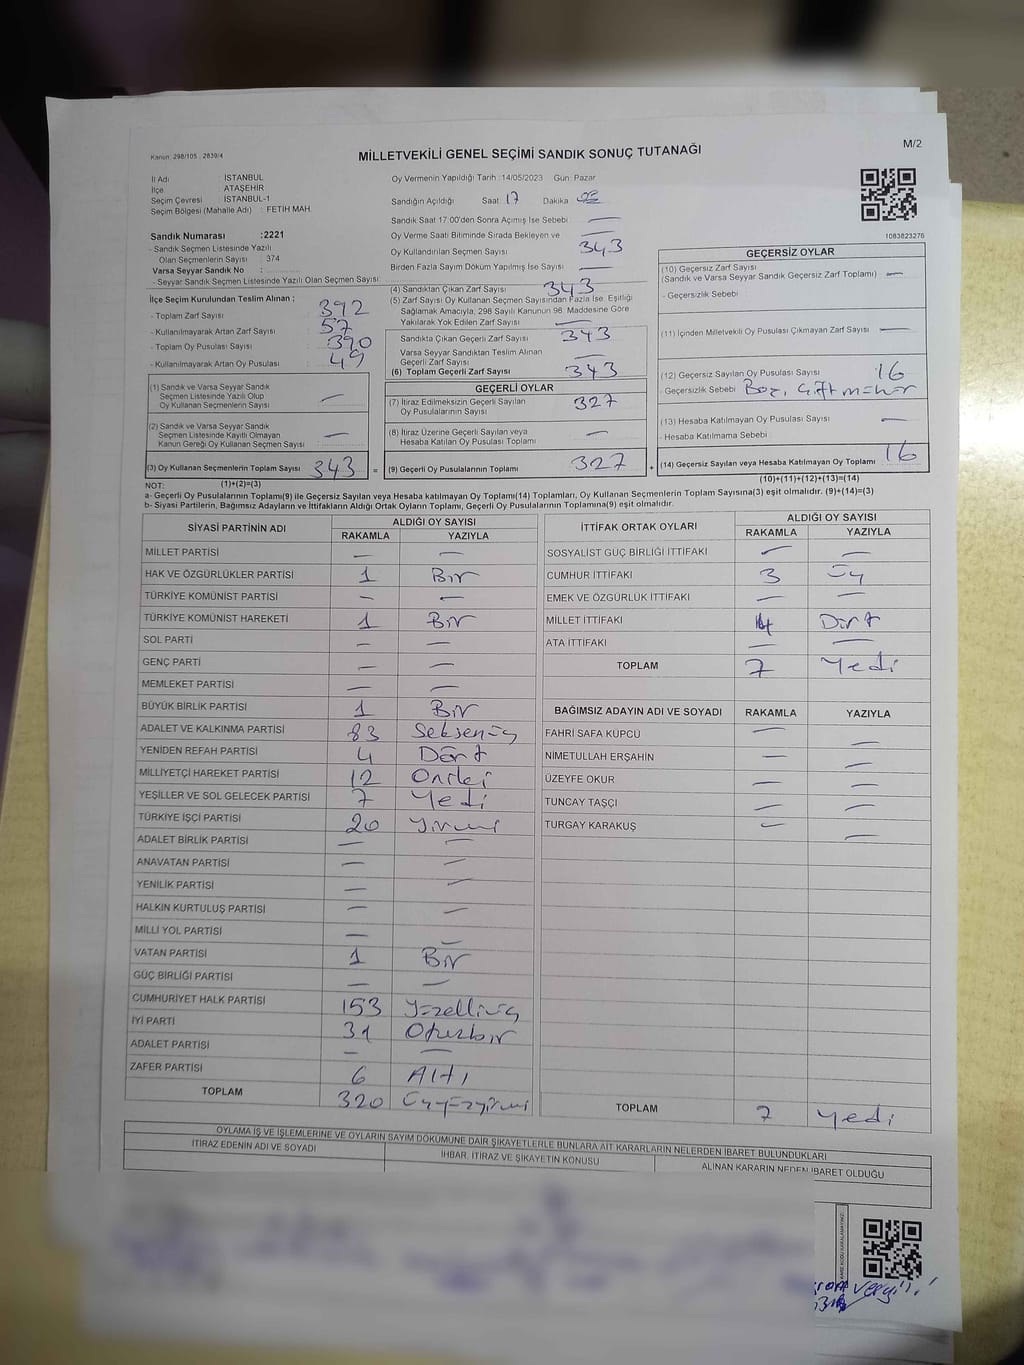 Kanun: 298/105 , 2839/4
MİLLETVEKİLİ GENEL SEÇİMİ SANDIK SONUÇ TUTANAĞI
M/2
İl Adı : İSTANBUL
İlçe : ATAŞEHİR
Seçim Çevresi : İSTANBUL-1
Seçim Bölgesi (Mahalle Adı) : FETİH MAH.
Sandık Numarası :2221
- Sandık Seçmen Listesinde Yazılı
Olan Seçmenlerin Sayısı : 374
Varsa Seyyar Sandık No :
- Seyyar Sandık Seçmen Listesinde Yazılı Olan Seçmen Sayısı:
İlçe Seçim Kurulundan Teslim Alınan ;
- Toplam Zarf Sayısı : 392
- Kullanılmayarak Artan Zarf Sayısı : 57
- Toplam Oy Pusulası Sayısı : 390
- Kullanılmayarak Artan Oy Pusulası : 49
Oy Vermenin Yapıldığı Tarih :14/05/2023 Gün: Pazar
Sandığın Açıldığı Saat 17 Dakika
Sandık Saat 17:00'den Sonra Açımış İse Sebebi : —
Oy Verme Saati Bitiminde Sırada Bekleyen ve
Oy Kullandırılan Seçmen Sayısı 343
Birden Fazla Sayım Döküm Yapılmış İse Sayısı : —
(4) Sandıktan Çıkan Zarf Sayısı 343
(5) Zarf Sayısı Oy Kullanan Seçmen Sayısından Fazla İse, Eşitliği
Sağlamak Amacıyla, 298 Sayılı Kanunun 98. Maddesine Göre
Yakılarak Yok Edilen Zarf Sayısı —
Sandıkta Çıkan Geçerli Zarf Sayısı 343
Varsa Seyyar Sandıktan Teslim Alınan
Geçerli Zarf Sayısı —
(6) Toplam Geçerli Zarf Sayısı 343
1083823276
GEÇERSİZ OYLAR
(10) Geçersiz Zarf Sayısı
(Sandık ve Varsa Seyyar Sandık Geçersiz Zarf Toplamı) —
- Geçersizlik Sebebi
(11) İçinden Milletvekili Oy Pusulası Çıkmayan Zarf Sayısı —
(12) Geçersiz Sayılan Oy Pusulası Sayısı 16
- Geçersizlik Sebebi Boş, Çift mühür
(13) Hesaba Katılmayan Oy Pusulası Sayısı —
- Hesaba Katılmama Sebebi
(14) Geçersiz Sayılan veya Hesaba Katılmayan Oy Toplamı 16
(10)+(11)+(12)+(13)=(14)
(1) Sandık ve Varsa Seyyar Sandık
Seçmen Listesinde Yazılı Olup
Oy Kullanan Seçmenlerin Sayısı —
(2) Sandık ve Varsa Seyyar Sandık
Seçmen Listesinde Kayıtlı Olmayan
Kanun Gereği Oy Kullanan Seçmen Sayısı —
(3) Oy Kullanan Seçmenlerin Toplam Sayısı 343 =
(1)+(2)=(3)
GEÇERLİ OYLAR
(7) İtiraz Edilmeksizin Geçerli Sayılan
Oy Pusulalarının Sayısı 327
(8) İtiraz Üzerine Geçerli Sayılan veya
Hesaba Katılan Oy Pusulası Toplamı —
(9) Geçerli Oy Pusulalarının Toplamı 327 +
NOT:
a- Geçerli Oy Pusulalarının Toplamı(9) ile Geçersiz Sayılan veya Hesaba katılmayan Oy Toplamı(14) Toplamları, Oy Kullanan Seçmenlerin Toplam Sayısına(3) eşit olmalıdır. (9)+(14)=(3)
b- Siyasi Partilerin, Bağımsız Adayların ve İttifakların Aldığı Ortak Oyların Toplamı, Geçerli Oy Pusulalarının Toplamına(9) eşit olmalıdır.
SİYASİ PARTİNİN ADI ALDIĞI OY SAYISI
RAKAMLA YAZIYLA
MİLLET PARTİSİ — —
HAK VE ÖZGÜRLÜKLER PARTİSİ 1 Bir
TÜRKİYE KOMÜNİST PARTİSİ — —
TÜRKİYE KOMÜNİST HAREKETİ 1 Bir
SOL PARTİ — —
GENÇ PARTİ — —
MEMLEKET PARTİSİ — —
BÜYÜK BİRLİK PARTİSİ 1 Bir
ADALET VE KALKINMA PARTİSİ 83 Seksenüç
YENİDEN REFAH PARTİSİ 4 Dört
MİLLİYETÇİ HAREKET PARTİSİ 12 Oniki
YEŞİLLER VE SOL GELECEK PARTİSİ 7 Yedi
TÜRKİYE İŞÇİ PARTİSİ 20 Yirmi
ADALET BİRLİK PARTİSİ — —
ANAVATAN PARTİSİ — —
YENİLİK PARTİSİ — —
HALKIN KURTULUŞ PARTİSİ — —
MİLLİ YOL PARTİSİ — —
VATAN PARTİSİ 1 Bir
GÜÇ BİRLİĞİ PARTİSİ — —
CUMHURİYET HALK PARTİSİ 153 Yüzelliüç
İYİ PARTİ 31 Otuzbir
ADALET PARTİSİ — —
ZAFER PARTİSİ 6 Altı
TOPLAM 320 Üçyüzyirmi
İTTİFAK ORTAK OYLARI ALDIĞI OY SAYISI
RAKAMLA YAZIYLA
SOSYALİST GÜÇ BİRLİĞİ İTTİFAKI — —
CUMHUR İTTİFAKI 3 Üç
EMEK VE ÖZGÜRLÜK İTTİFAKI — —
MİLLET İTTİFAKI 4 Dört
ATA İTTİFAKI — —
TOPLAM 7 Yedi
BAĞIMSIZ ADAYIN ADI VE SOYADI RAKAMLA YAZIYLA
FAHRİ SAFA KÜPCÜ — —
NİMETULLAH ERŞAHİN — —
ÜZEYFE OKUR — —
TUNCAY TAŞÇI — —
TURGAY KARAKUŞ — —
TOPLAM 7 Yedi
OYLAMA İŞ VE İŞLEMLERİNE VE OYLARIN SAYIM DÖKÜMÜNE DAİR ŞİKAYETLERLE BUNLARA AİT KARARLARIN NELERDEN İBARET BULUNDUKLARI
İTİRAZ EDENİN ADI VE SOYADI İHBAR, İTİRAZ VE ŞİKAYETİN KONUSU ALINAN KARARIN NEDEN İBARET OLDUĞU